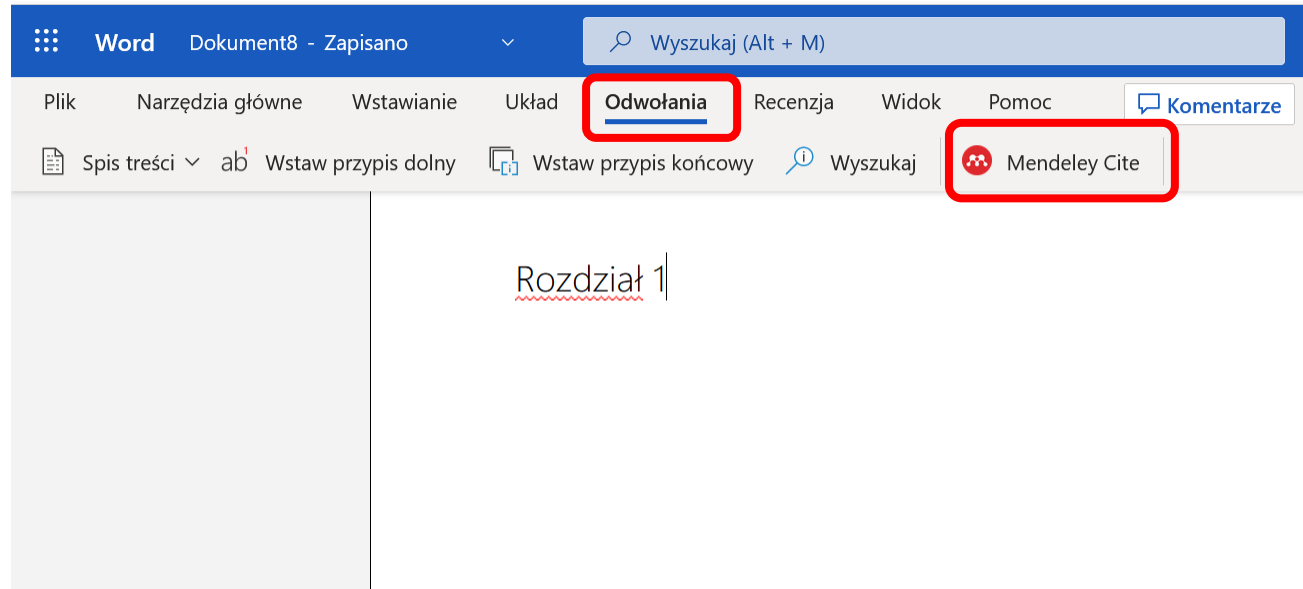 Word Dokument8 - Zapisano Wyszukaj (Alt + M)
Plik Narzędzia główne Wstawianie Układ Odwołania Recenzja Widok Pomoc Komentarze
Spis treści ab1 Wstaw przypis dolny Wstaw przypis końcowy Wyszukaj Mendeley Cite
Rozdział 1